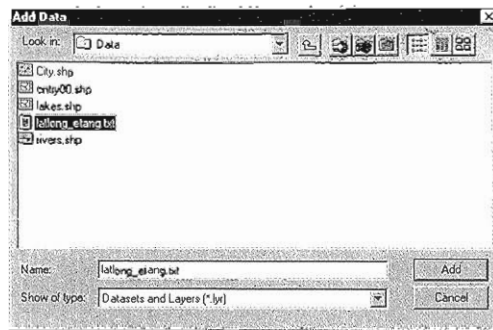 Add Data
Look in: Data
City.shp
entry00.shp
lakes.shp
latlong_etang.txt
rivers.shp
Name: latlong_etang.txt Add
Show of type: Datasets and Layers (*.lyr) Cancel